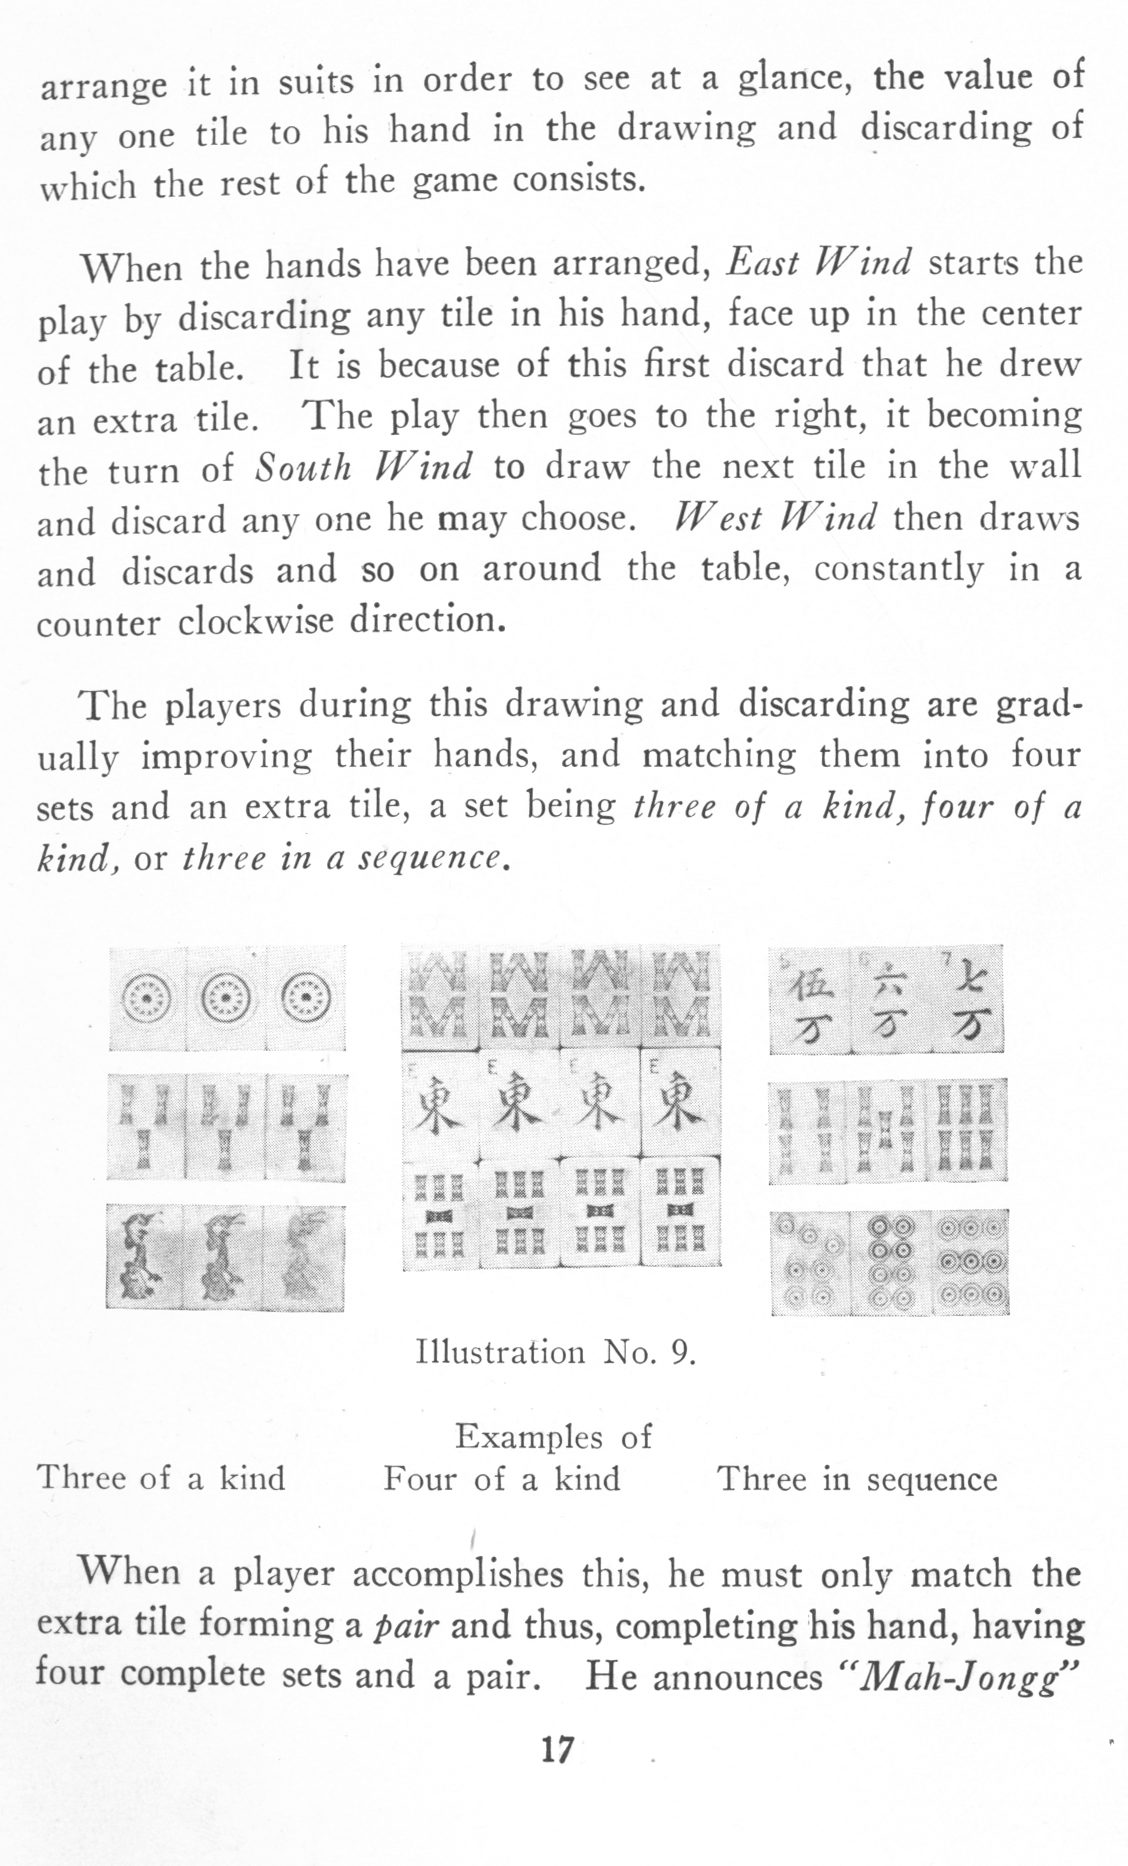 arrange it in suits in order to see at a glance, the value of
any one tile to his hand in the drawing and discarding of
which the rest of the game consists.
When the hands have been arranged, East Wind starts the
play by discarding any tile in his hand, face up in the center
of the table. It is because of this first discard that he drew
an extra tile. The play then goes to the right, it becoming
the turn of South Wind to draw the next tile in the wall
and discard any one he may choose. West Wind then draws
and discards and so on around the table, constantly in a
counter clockwise direction.
The players during this drawing and discarding are grad-
ually improving their hands, and matching them into four
sets and an extra tile, a set being three of a kind, four of a
kind, or three in a sequence.
5 6 7
伍 六 七
万 万 万
E E E E
東 東 東 東
Illustration No. 9.
Examples of
Three of a kind Four of a kind Three in sequence
When a player accomplishes this, he must only match the
extra tile forming a pair and thus, completing his hand, having
four complete sets and a pair. He announces "Mah-Jongg"
17